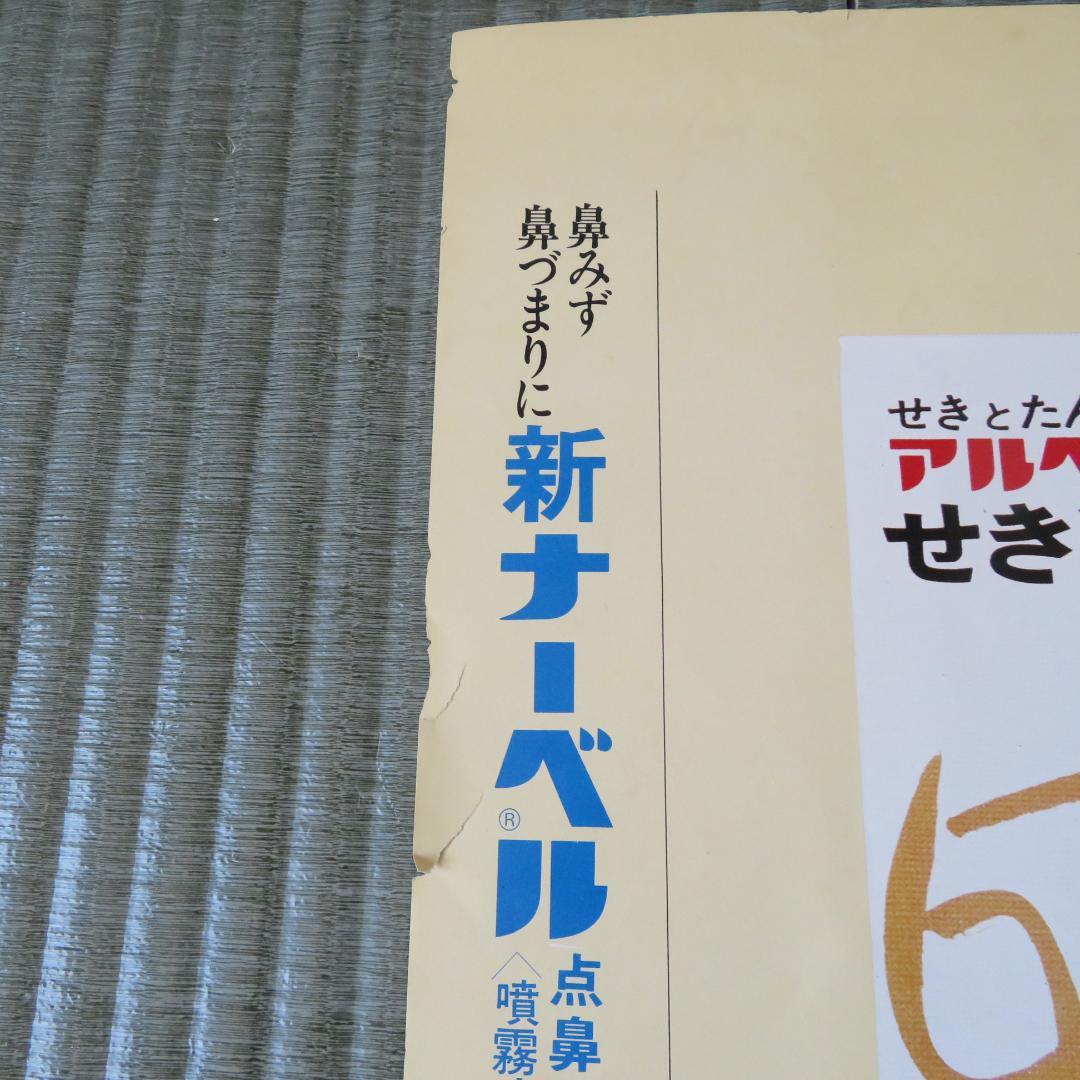 鼻みず
鼻づまりに
新ナーベル®
点鼻
〈噴霧
せきとた
アルベ
せき